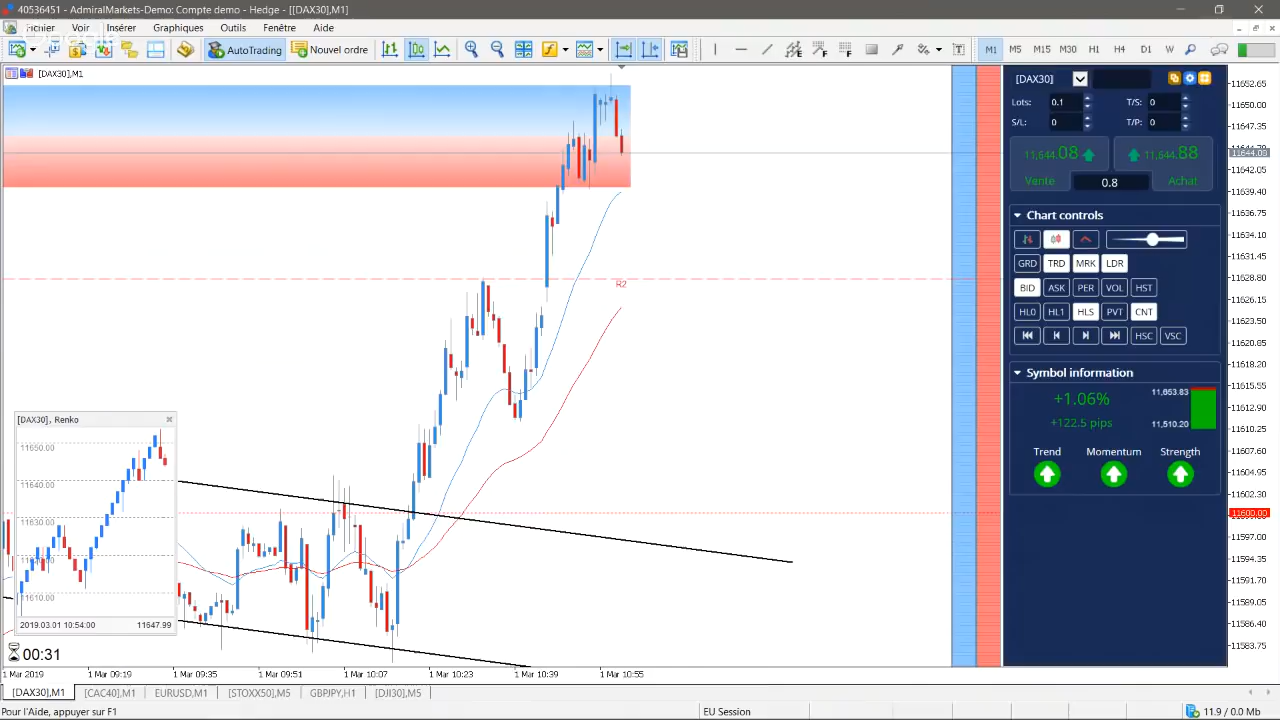 40536451 - AdmiralMarkets-Demo: Compte demo - Hedge - [[DAX30],M1]
Fichier Voir Insérer Graphiques Outils Fenêtre Aide
AutoTrading Nouvel ordre M1 M5 M15 M30 H1 H4 D1 W
[DAX30],M1
R2
[DAX30], Renko
11650.00
11640.00
11630.00
11610.00
2019.03.01 10:54:00 11647.99
00:31
11652.65
11650.00
11647.35
11644.08
11642.05
11639.40
11636.75
11634.10
11631.45
11628.80
11626.15
11623.50
11620.85
11618.20
11615.55
11612.90
11610.25
11607.60
11604.95
11602.30
11600.00
11597.00
11594.35
11591.70
11589.05
11586.40
11583.75
1 Mar 2019 1 Mar 09:19 1 Mar 09:35 1 Mar 09:51 1 Mar 10:07 1 Mar 10:23 1 Mar 10:39 1 Mar 10:55
[DAX30]
Lots: 0.1 T/S: 0
S/L: 0 T/P: 0
11,644.08 11,644.88
Vente 0.8 Achat
Chart controls
GRD TRD MRK LDR
BID ASK PER VOL HST
HL0 HL1 HLS PVT CNT
HSC VSC
Symbol information
+1.06% 11,653.83
+122.5 pips 11,510.20
Trend Momentum Strength
[DAX30],M1 [CAC40],M1 EURUSD,M1 [STOXX50],M5 GBPJPY,H1 [DJI30],M5
Pour l'Aide, appuyer sur F1 EU Session 11.9 / 0.0 Mb